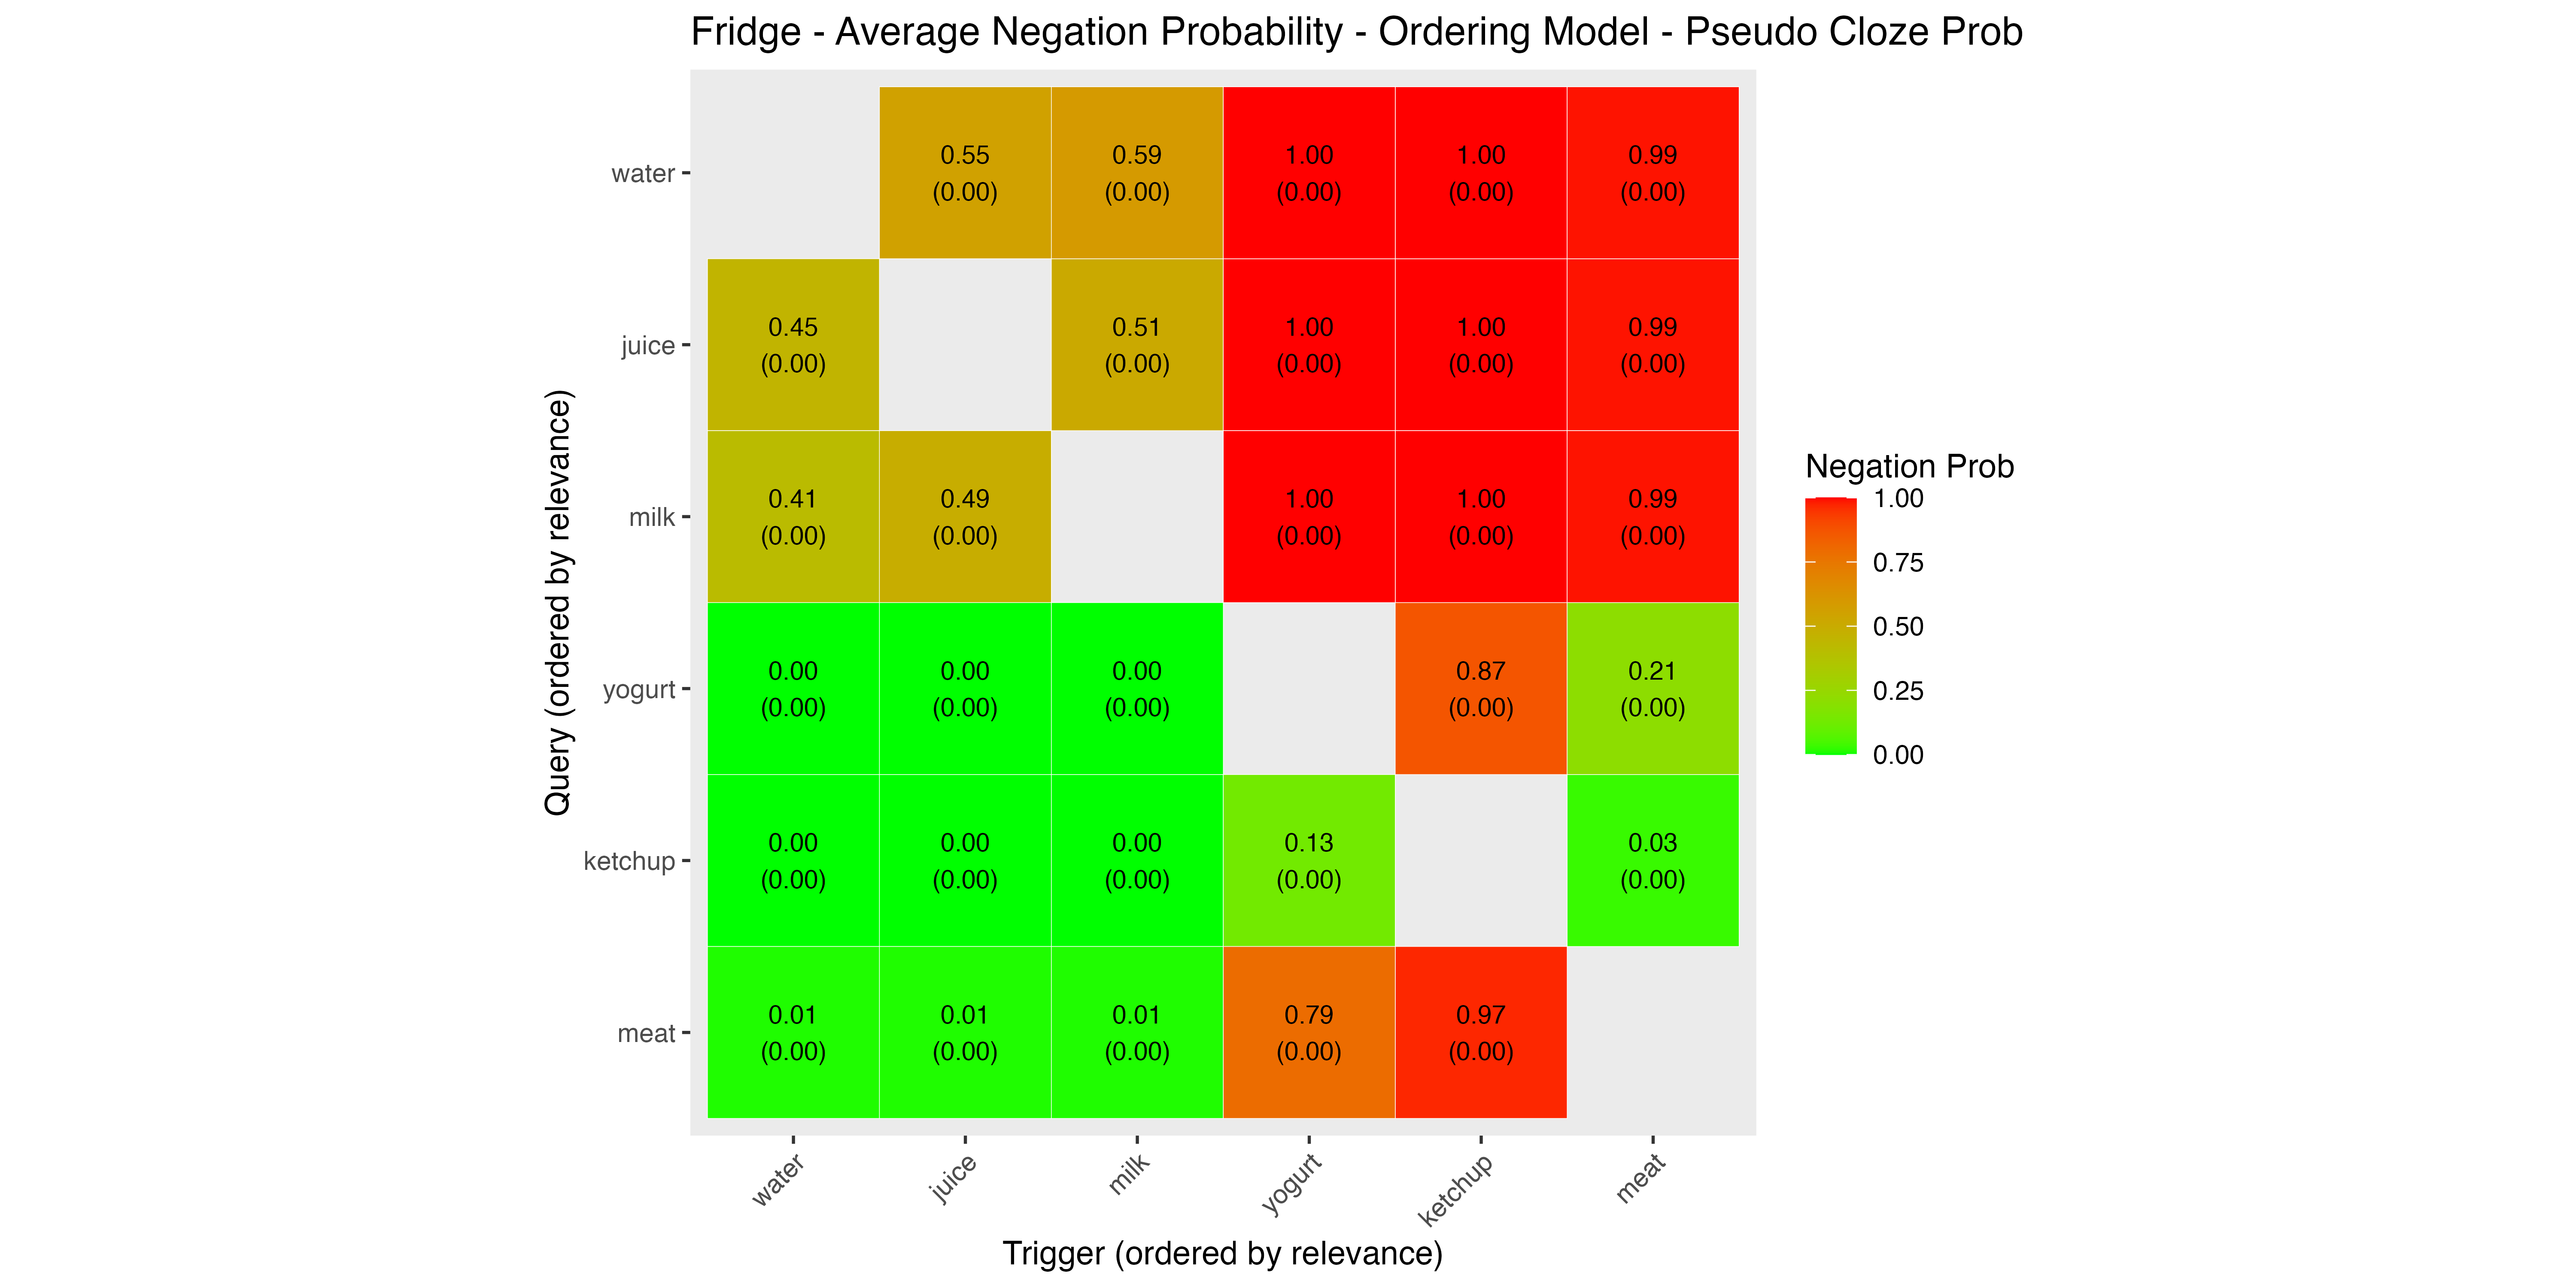 Fridge - Average Negation Probability - Ordering Model - Pseudo Cloze Prob
Query (ordered by relevance)
water
0.55 0.59 1.00 1.00 0.99
(0.00) (0.00) (0.00) (0.00) (0.00)
juice
0.45 0.51 1.00 1.00 0.99
(0.00) (0.00) (0.00) (0.00) (0.00)
milk
0.41 0.49 1.00 1.00 0.99
(0.00) (0.00) (0.00) (0.00) (0.00)
yogurt
0.00 0.00 0.00 0.87 0.21
(0.00) (0.00) (0.00) (0.00) (0.00)
ketchup
0.00 0.00 0.00 0.13 0.03
(0.00) (0.00) (0.00) (0.00) (0.00)
meat
0.01 0.01 0.01 0.79 0.97
(0.00) (0.00) (0.00) (0.00) (0.00)
water juice milk yogurt ketchup meat
Trigger (ordered by relevance)
Negation Prob
1.00
0.75
0.50
0.25
0.00